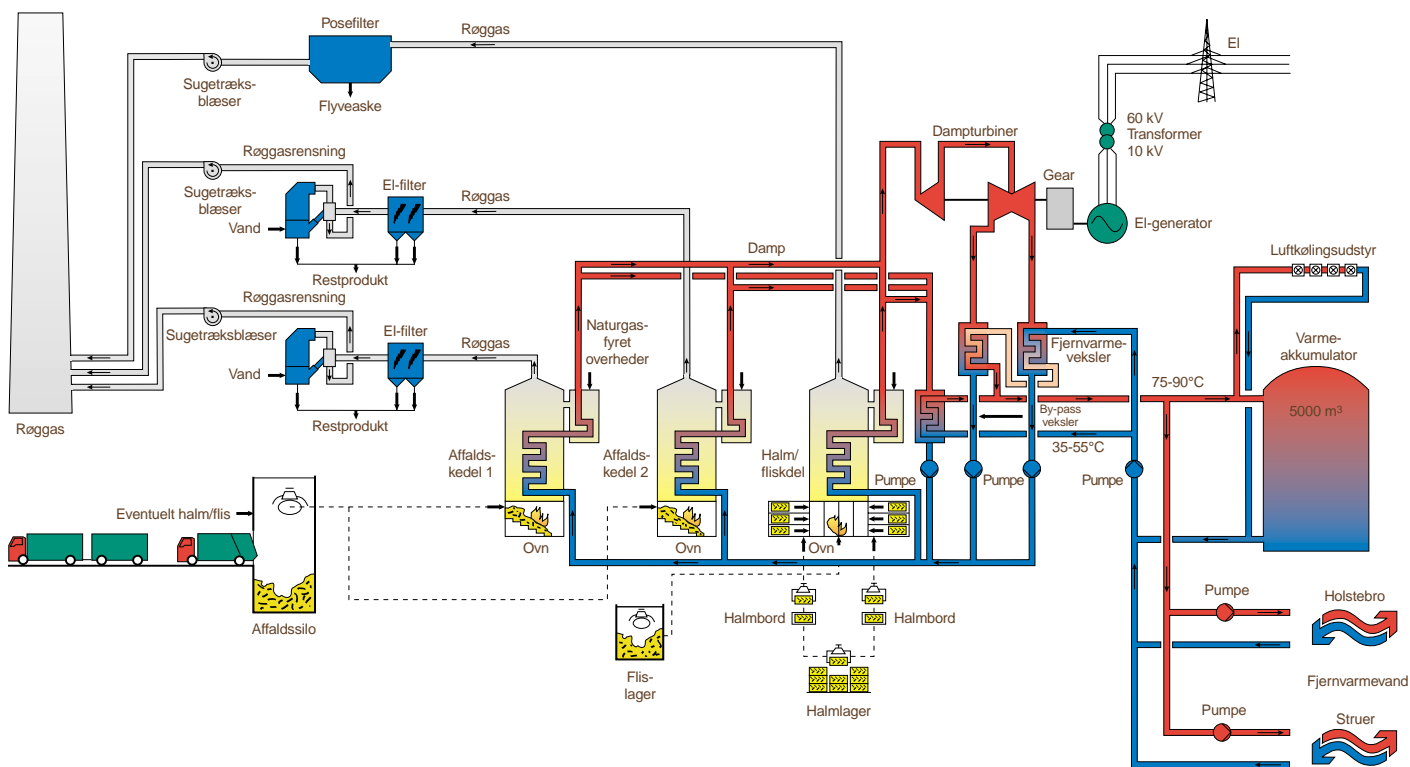 Posefilter
Røggas
El
Sugetræks-
blæser
Flyveaske
60 kV
Transformer
10 kV
Dampturbiner
Røggasrensning
Sugetræks-
blæser
El-filter
Røggas
Gear
Vand
El-generator
Restprodukt
Damp
Luftkølingsudstyr
Røggasrensning
Sugetræksblæser
El-filter
Røggas
Naturgas-
fyret
overheder
Fjernvarme-
veksler
Varme-
akkumulator
Vand
75-90°C
5000 m³
Røggas
Restprodukt
By-pass
veksler
35-55°C
Affalds-
kedel 1
Affalds-
kedel 2
Halm/
fliskdel
Pumpe
Pumpe
Pumpe
Eventuelt halm/flis
Ovn
Ovn
Ovn
Affaldssilo
Halmbord
Halmbord
Pumpe
Holstebro
Flis-
lager
Fjernvarmevand
Halmlager
Pumpe
Struer